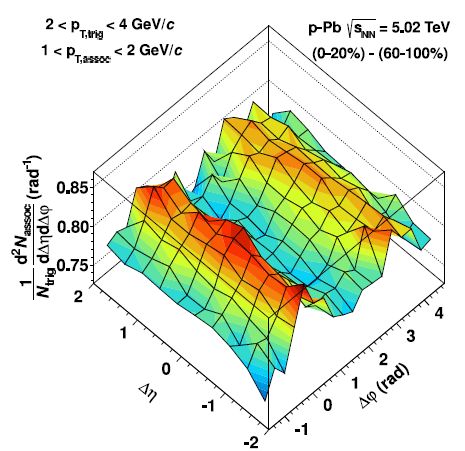 2 < p_T,trig < 4 GeV/c
1 < p_T,assoc < 2 GeV/c
p-Pb √s_NN = 5.02 TeV
(0-20%) - (60-100%)
1/N_trig d²N_assoc/dΔηdΔφ (rad⁻¹)
0.85
0.80
0.75
2
1
0
-1
-2
Δη
-1
0
1
2
3
4
Δφ (rad)